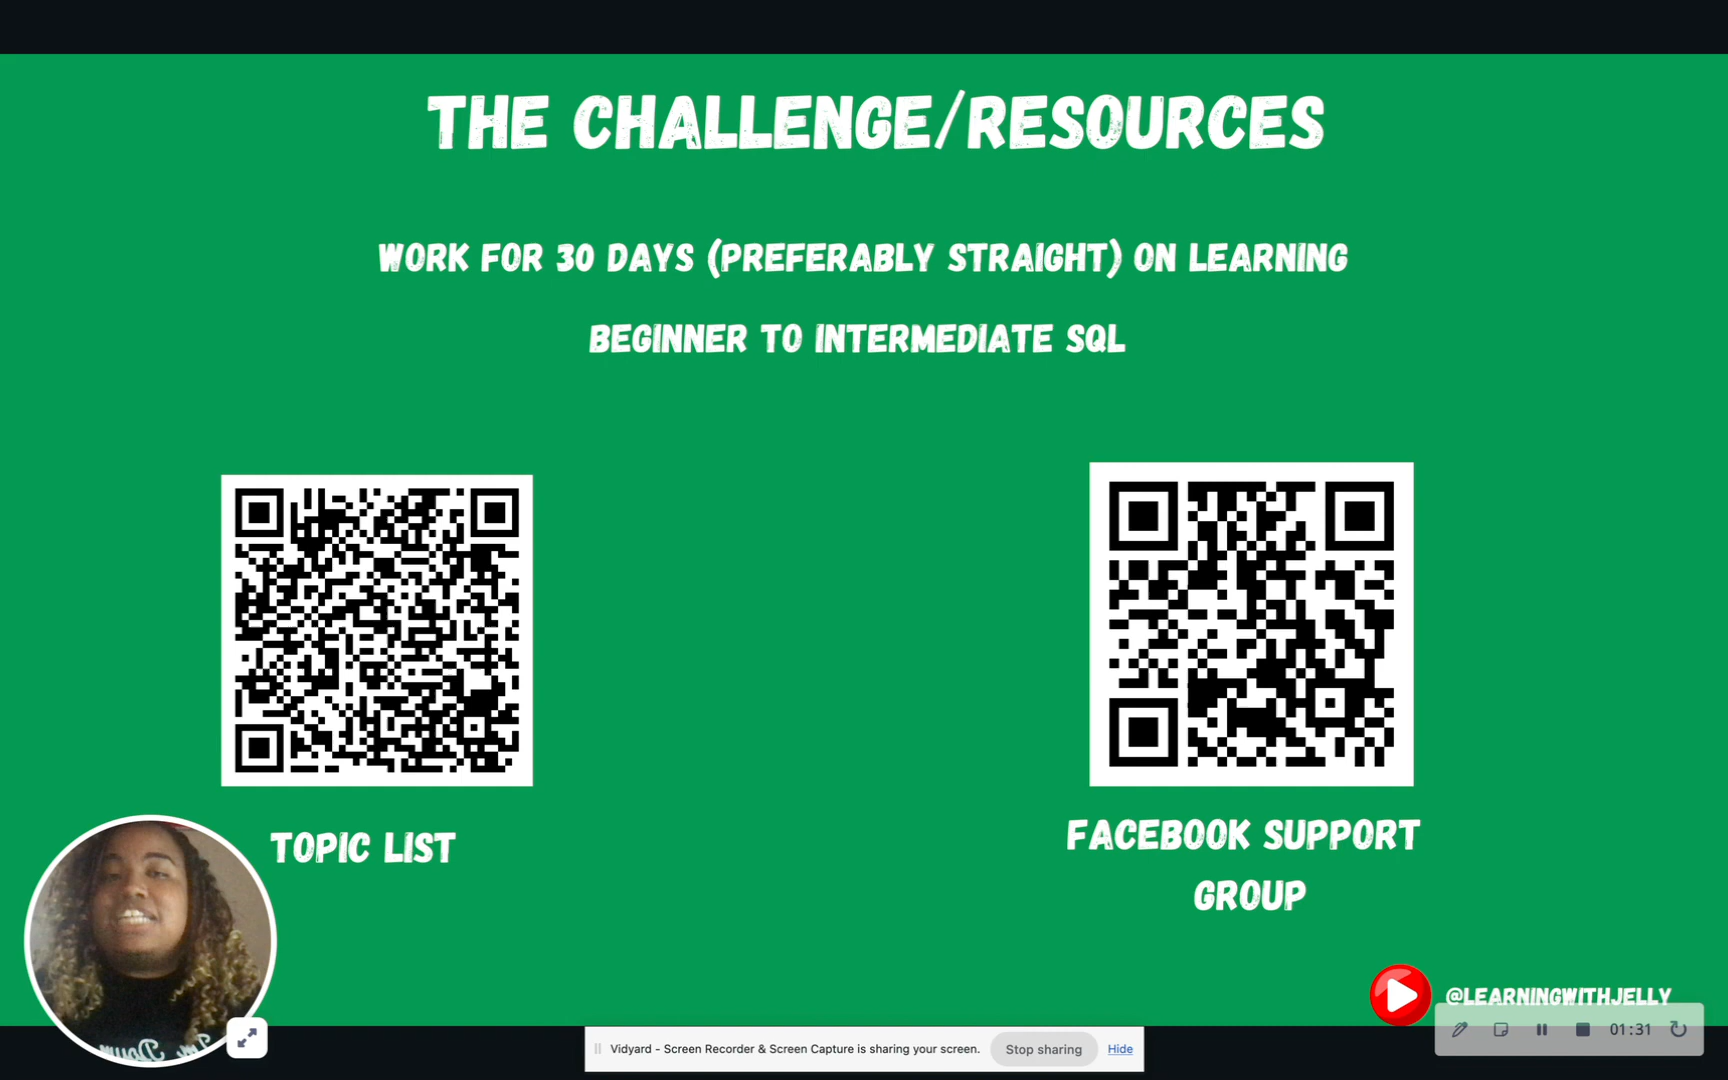 THE CHALLENGE/RESOURCES
WORK FOR 30 DAYS (PREFERABLY STRAIGHT) ON LEARNING
BEGINNER TO INTERMEDIATE SQL
TOPIC LIST
FACEBOOK SUPPORT
GROUP
@LEARNINGWITHJELLY
01:31
Vidyard - Screen Recorder & Screen Capture is sharing your screen.
Stop sharing
Hide